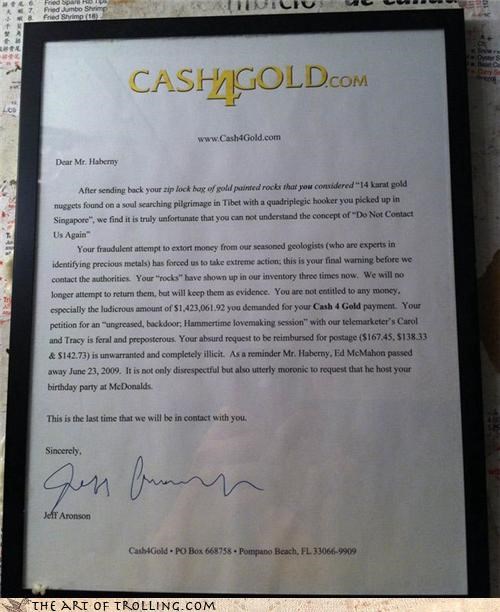 6. Fried Spare Rib Tips
7. Fried Jumbo Shrimp
8. Fried Shrimp (18)
CASH4GOLD.COM
www.Cash4Gold.com
Dear Mr. Haberny
After sending back your zip lock bag of gold painted rocks that you considered “14 karat gold
nuggets found on a soul searching pilgrimage in Tibet with a quadriplegic hooker you picked up in
Singapore”, we find it is truly unfortunate that you can not understand the concept of “Do Not Contact
Us Again”
Your fraudulent attempt to extort money from our seasoned geologists (who are experts in
identifying precious metals) has forced us to take extreme action; this is your final warning before we
contact the authorities. Your “rocks” have shown up in our inventory three times now. We will no
longer attempt to return them, but will keep them as evidence. You are not entitled to any money,
especially the ludicrous amount of $1,423,061.92 you demanded for your Cash 4 Gold payment. Your
petition for an “ungreased, backdoor; Hammertime lovemaking session” with our telemarketer’s Carol
and Tracy is feral and preposterous. Your absurd request to be reimbursed for postage ($167.45, $138.33
& $142.73) is unwarranted and completely illicit. As a reminder Mr. Haberny, Ed McMahon passed
away June 23, 2009. It is not only disrespectful but also utterly moronic to request that he host your
birthday party at McDonalds.
This is the last time that we will be in contact with you.
Sincerely,
Jeff Aronson
Jeff Aronson
Cash4Gold • PO Box 668758 • Pompano Beach, FL 33066-9909
THE ART OF TROLLING.COM